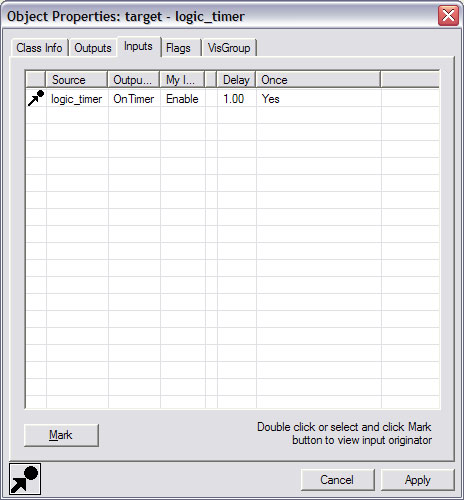 Object Properties: target - logic_timer
Class Info Outputs Inputs Flags VisGroup
Source Outpu... My I... Delay Once
logic_timer OnTimer Enable 1.00 Yes
Mark
Double click or select and click Mark
button to view input originator
Cancel Apply